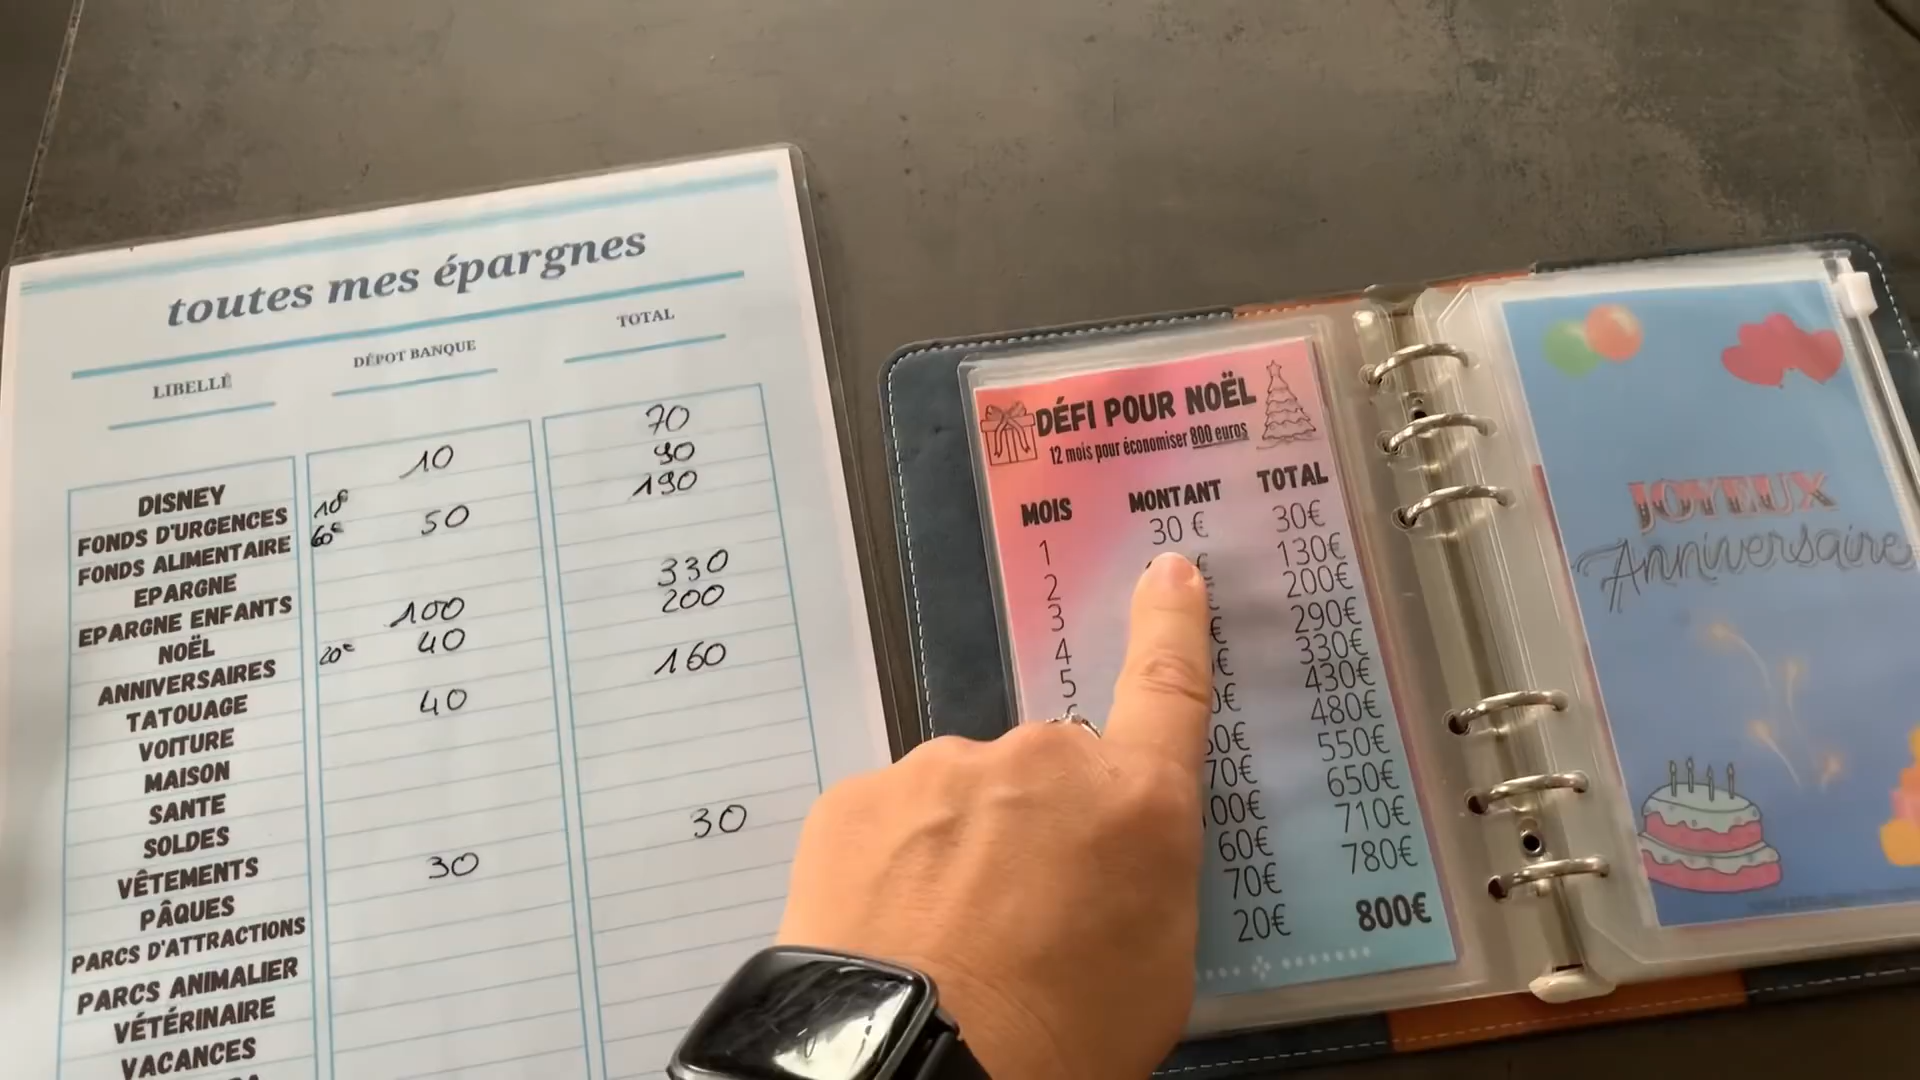 toutes mes épargnes
LIBELLÉ DÉPOT BANQUE TOTAL
DISNEY 10 70
FONDS D'URGENCES 10€ 90
FONDS ALIMENTAIRE 60€ 50 190
EPARGNE
EPARGNE ENFANTS
NOËL 100 330
ANNIVERSAIRES 20€ 40 200
TATOUAGE
VOITURE 40 160
MAISON
SANTE
SOLDES
VÊTEMENTS
PÂQUES 30 30
PARCS D'ATTRACTIONS
PARCS ANIMALIER
VÉTÉRINAIRE
VACANCES
DÉFI POUR NOËL
12 mois pour économiser 800 euros
MOIS MONTANT TOTAL
1 30 € 30€
2 € 130€
3 200€
4 € 290€
5 € 330€
430€
480€
70€ 550€
650€
60€ 710€
70€ 780€
20€ 800€
JOYEUX
Anniversaire